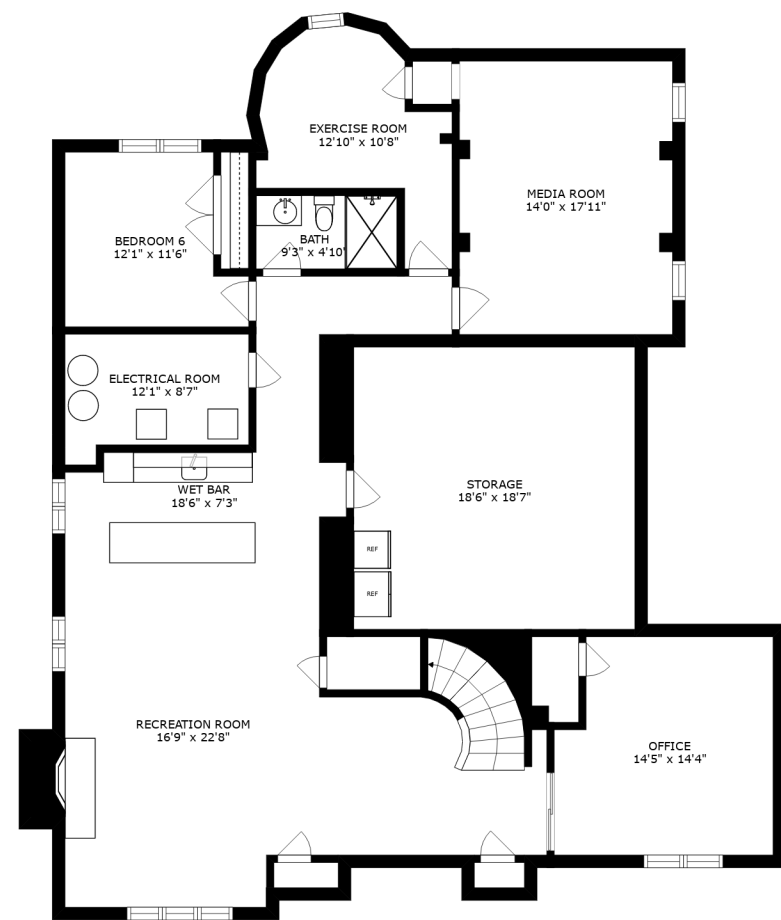 EXERCISE ROOM
12'10" x 10'8"
MEDIA ROOM
14'0" x 17'11"
BEDROOM 6
12'1" x 11'6"
BATH
9'3" x 4'10"
ELECTRICAL ROOM
12'1" x 8'7"
WET BAR
18'6" x 7'3"
STORAGE
18'6" x 18'7"
REF
REF
RECREATION ROOM
16'9" x 22'8"
OFFICE
14'5" x 14'4"